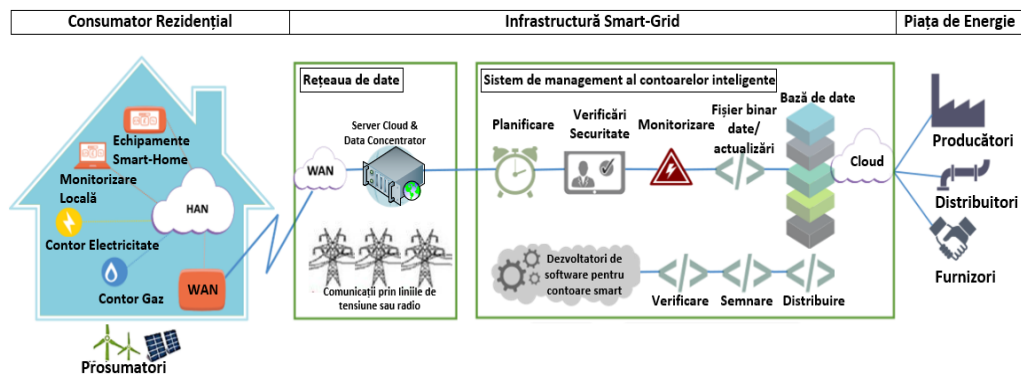 Consumator Rezidențial
Infrastructură Smart-Grid
Piața de Energie
Echipamente
Smart-Home
Monitorizare
Locală
HAN
Contor Electricitate
Contor Gaz
WAN
Prosumatori
Rețeaua de date
Server Cloud &
Data Concentrator
WAN
Comunicații prin liniile de
tensiune sau radio
Sistem de management al contoarelor inteligente
Planificare
Verificări
Securitate
Monitorizare
Fișier binar
date/
actualizări
Bază de date
Cloud
Dezvoltatori de
software pentru
contoare smart
Verificare
Semnare
Distribuire
Producători
Distribuitori
Furnizori